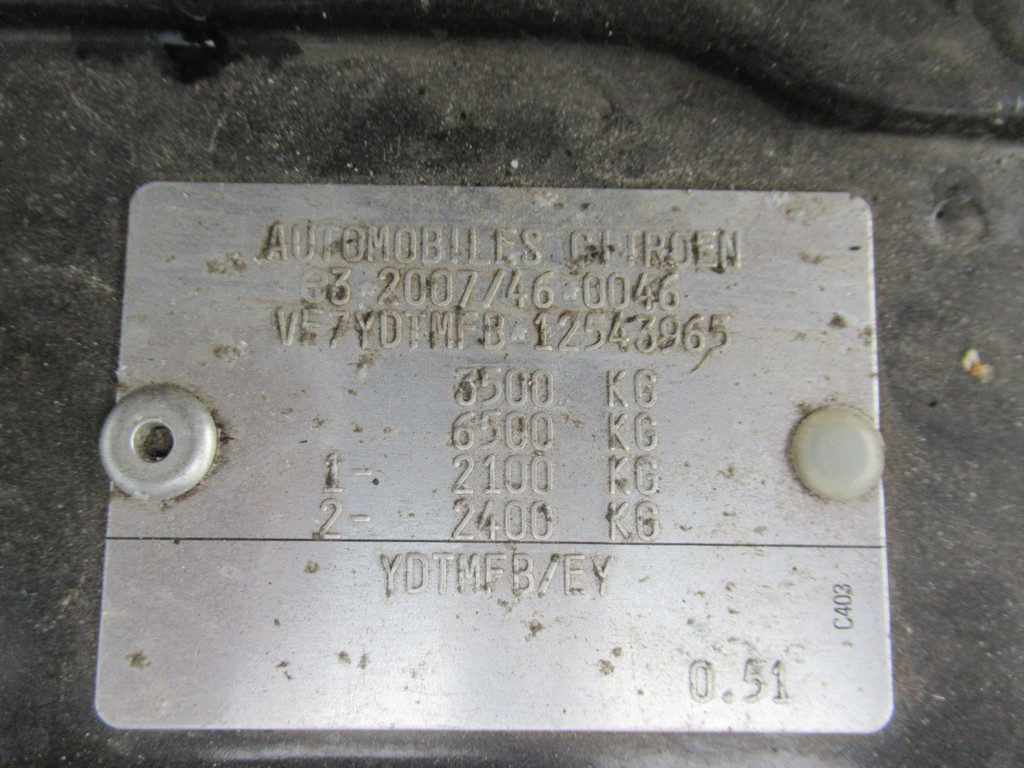 AUTOMOBILES CITROEN
e3 2007/46 0046
VF7YDTMFB 12543965
3500 KG
6500 KG
1- 2100 KG
2- 2400 KG
YDTMFB/EY
C403
0.51